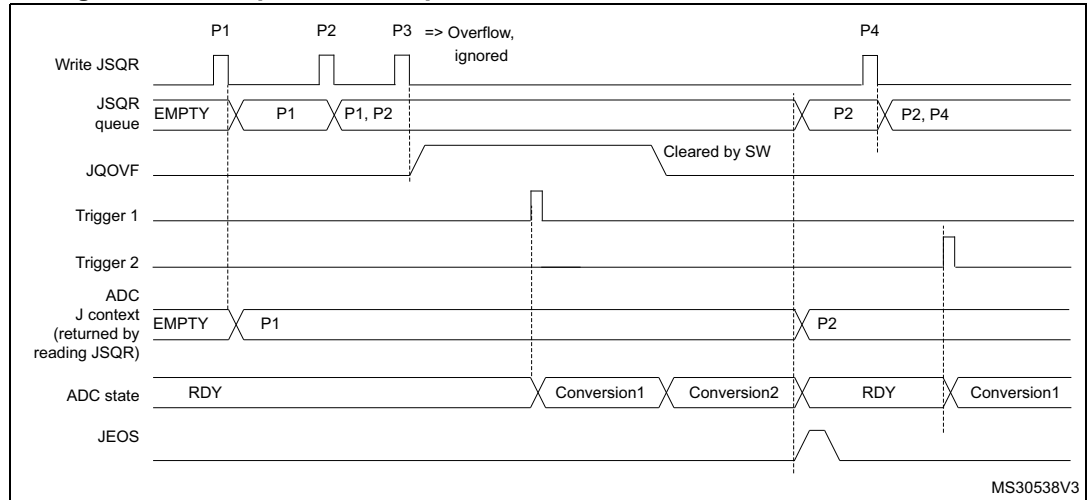 P1 P2 P3 => Overflow, P4
ignored
Write JSQR
JSQR
queue
EMPTY P1 P1, P2 P2 P2, P4
JQOVF
Cleared by SW
Trigger 1
Trigger 2
ADC
J context
(returned by
reading JSQR)
EMPTY P1 P2
ADC state RDY Conversion1 Conversion2 RDY Conversion1
JEOS
MS30538V3